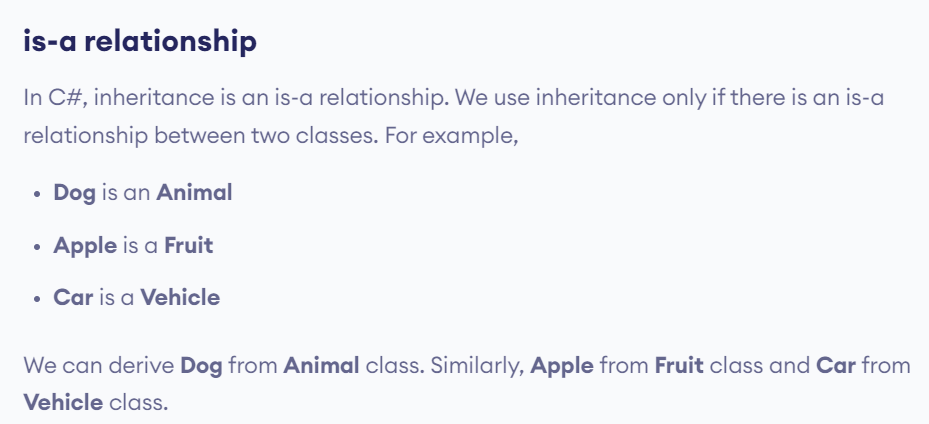 is-a relationship
In C#, inheritance is an is-a relationship. We use inheritance only if there is an is-a
relationship between two classes. For example,
• Dog is an Animal
• Apple is a Fruit
• Car is a Vehicle
We can derive Dog from Animal class. Similarly, Apple from Fruit class and Car from
Vehicle class.